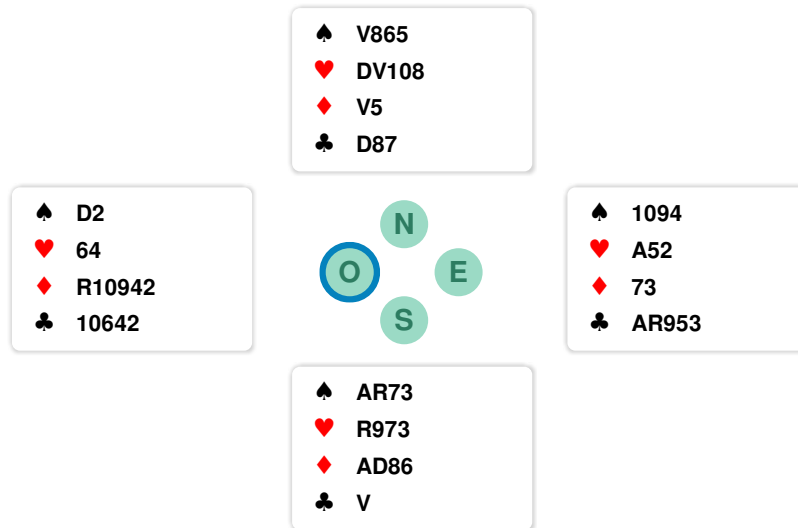 ♠ V865
♥ DV108
♦ V5
♣ D87
♠ D2
♥ 64
♦ R10942
♣ 10642
N
O E
S
♠ 1094
♥ A52
♦ 73
♣ AR953
♠ AR73
♥ R973
♦ AD86
♣ V